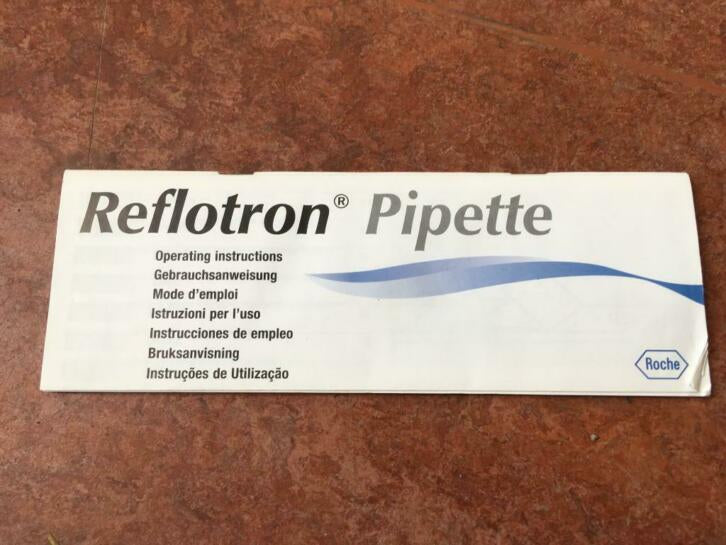 Reflotron® Pipette
Operating instructions
Gebrauchsanweisung
Mode d'emploi
Istruzioni per l'uso
Instrucciones de empleo
Bruksanvisning
Instruções de Utilização
Roche